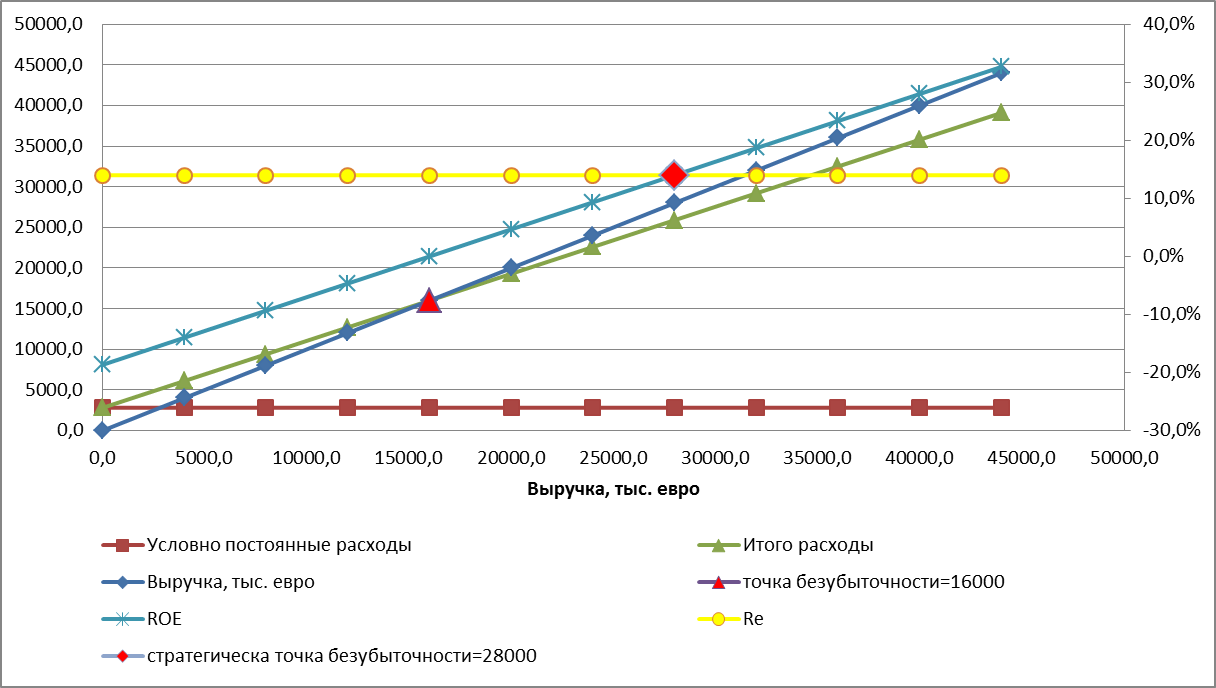 50000,0
45000,0
40000,0
35000,0
30000,0
25000,0
20000,0
15000,0
10000,0
5000,0
0,0
40,0%
30,0%
20,0%
10,0%
0,0%
-10,0%
-20,0%
-30,0%
0,0 5000,0 10000,0 15000,0 20000,0 25000,0 30000,0 35000,0 40000,0 45000,0 50000,0
Выручка, тыс. евро
Условно постоянные расходы
Итого расходы
Выручка, тыс. евро
точка безубыточности=16000
ROE
Re
стратегическа точка безубыточности=28000